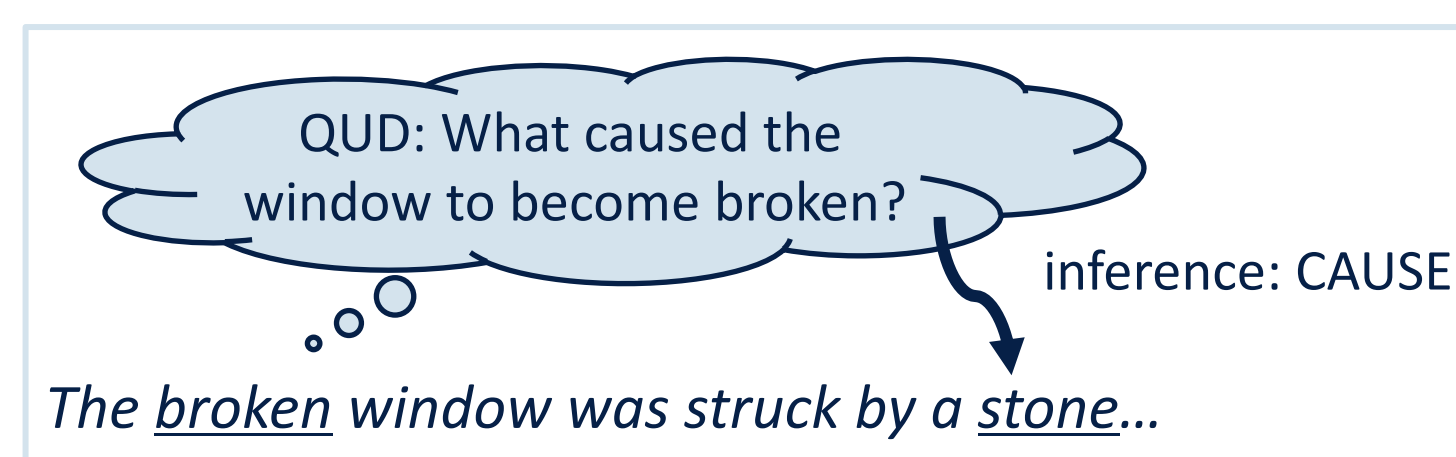 QUD: What caused the
window to become broken?
inference: CAUSE
The broken window was struck by a stone...